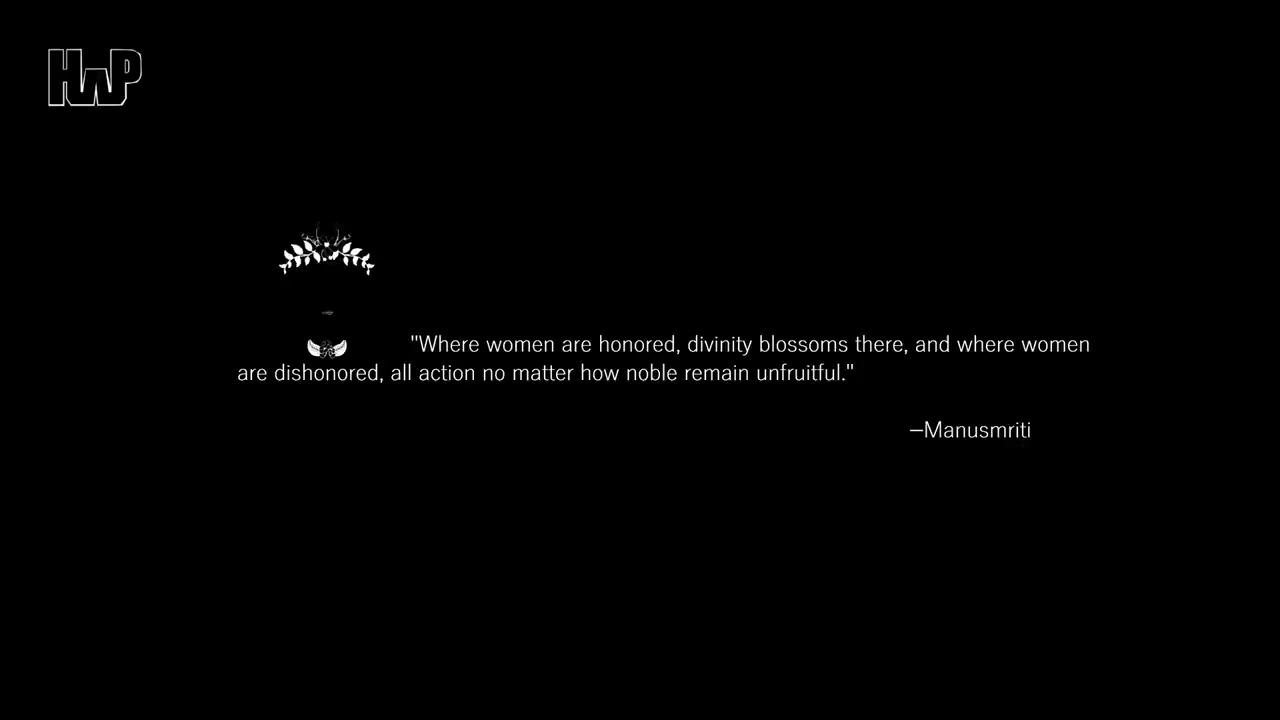 HWP
"Where women are honored, divinity blossoms there, and where women
are dishonored, all action no matter how noble remain unfruitful."
–Manusmriti